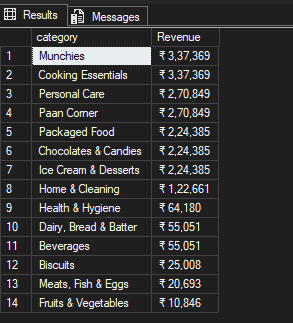 Results Messages
category Revenue
1 Munchies ₹ 3,37,369
2 Cooking Essentials ₹ 3,37,369
3 Personal Care ₹ 2,70,849
4 Paan Corner ₹ 2,70,849
5 Packaged Food ₹ 2,24,385
6 Chocolates & Candies ₹ 2,24,385
7 Ice Cream & Desserts ₹ 2,24,385
8 Home & Cleaning ₹ 1,22,661
9 Health & Hygiene ₹ 64,180
10 Dairy, Bread & Batter ₹ 55,051
11 Beverages ₹ 55,051
12 Biscuits ₹ 25,008
13 Meats, Fish & Eggs ₹ 20,693
14 Fruits & Vegetables ₹ 10,846